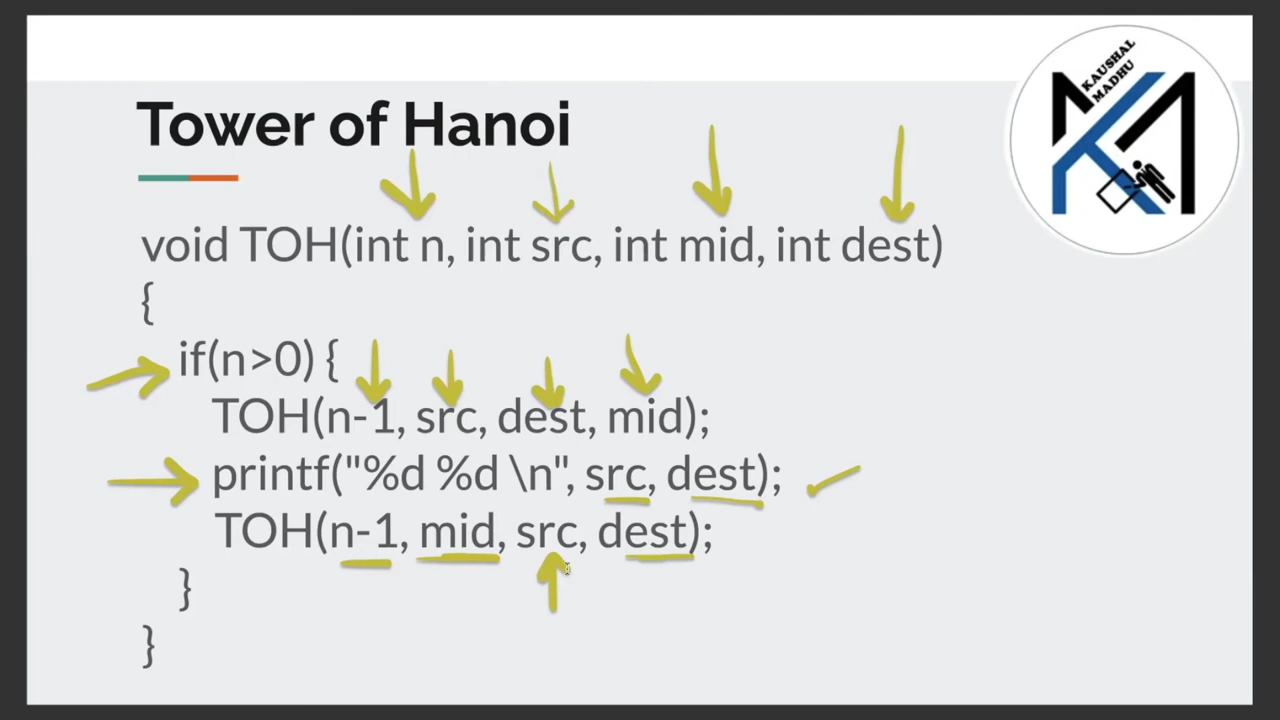 Tower of Hanoi
KAUSHAL
MADHU
void TOH(int n, int src, int mid, int dest)
{
if(n>0) {
TOH(n-1, src, dest, mid);
printf("%d %d \n", src, dest);
TOH(n-1, mid, src, dest);
}
}